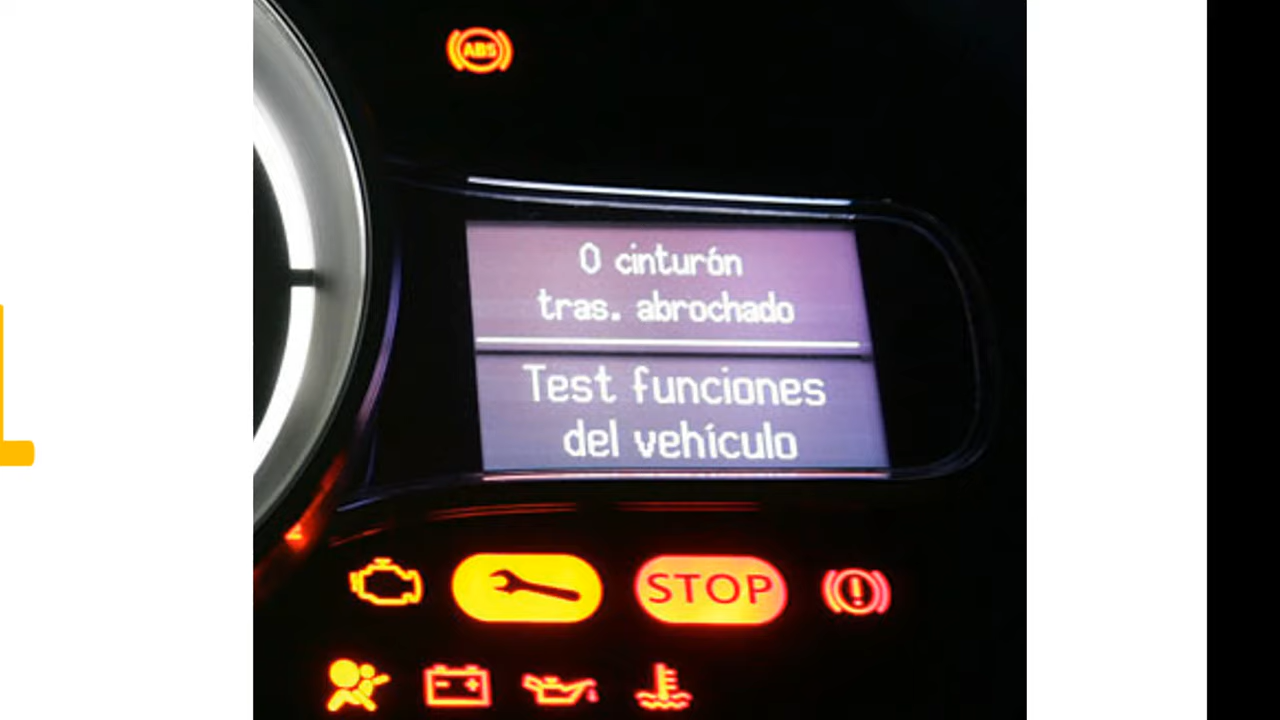 ABS
0 cinturón
tras. abrochado
Test funciones
del vehículo
STOP